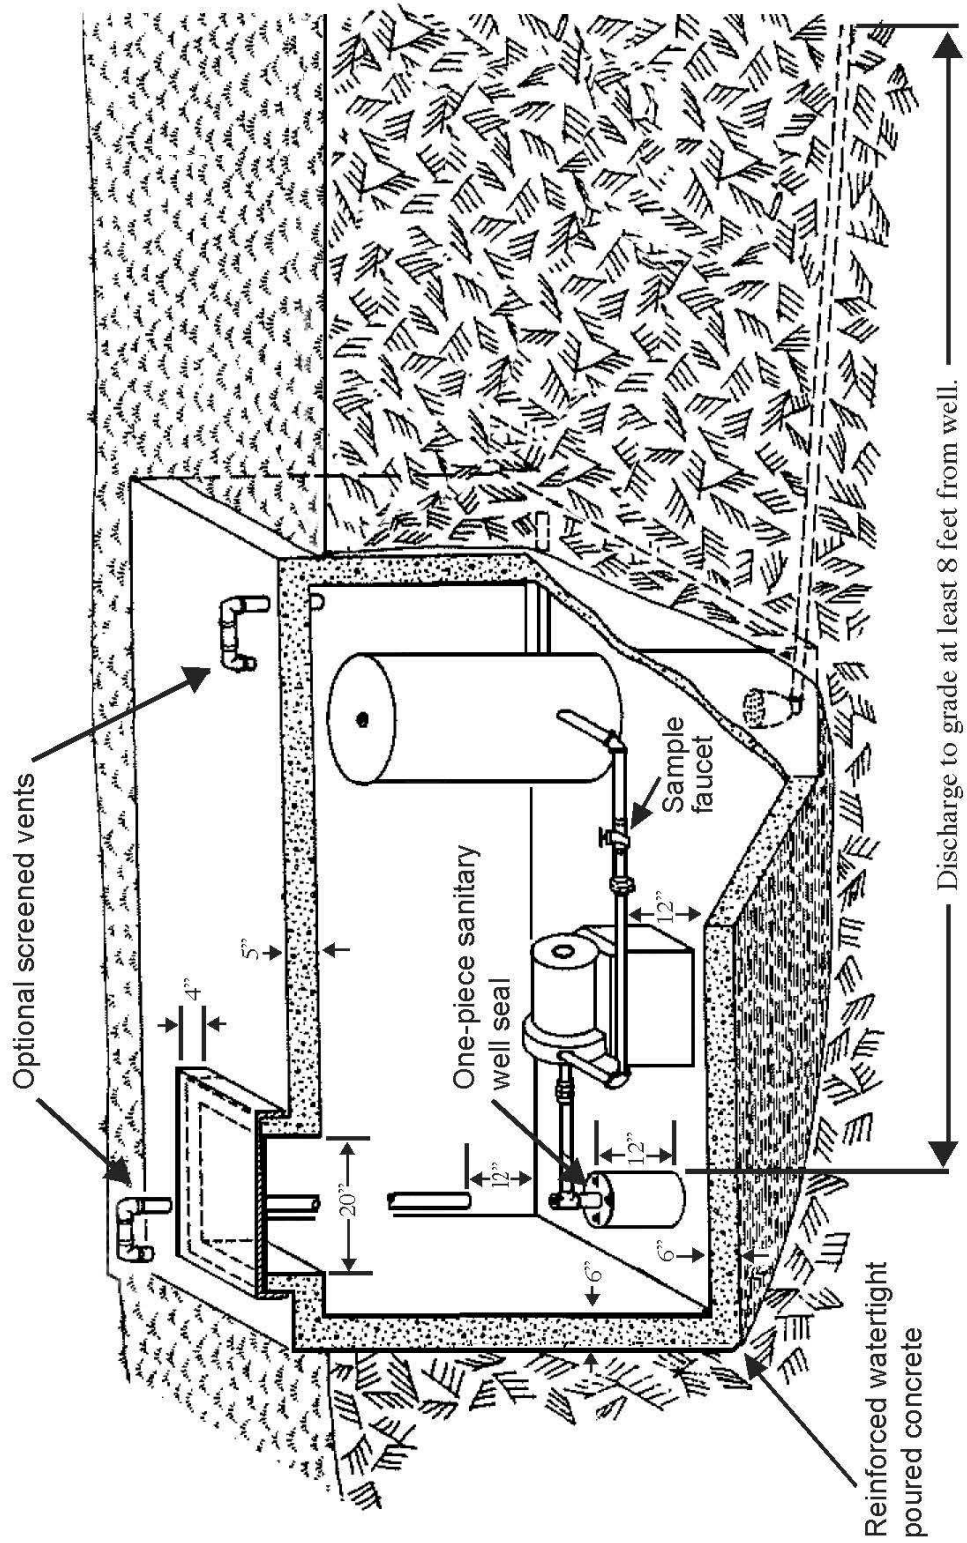 Optional screened vents
4”
5”
20”
12”
One-piece sanitary
well seal
12”
12”
Sample
faucet
6”
6”
Reinforced watertight
poured concrete
Discharge to grade at least 8 feet from well.